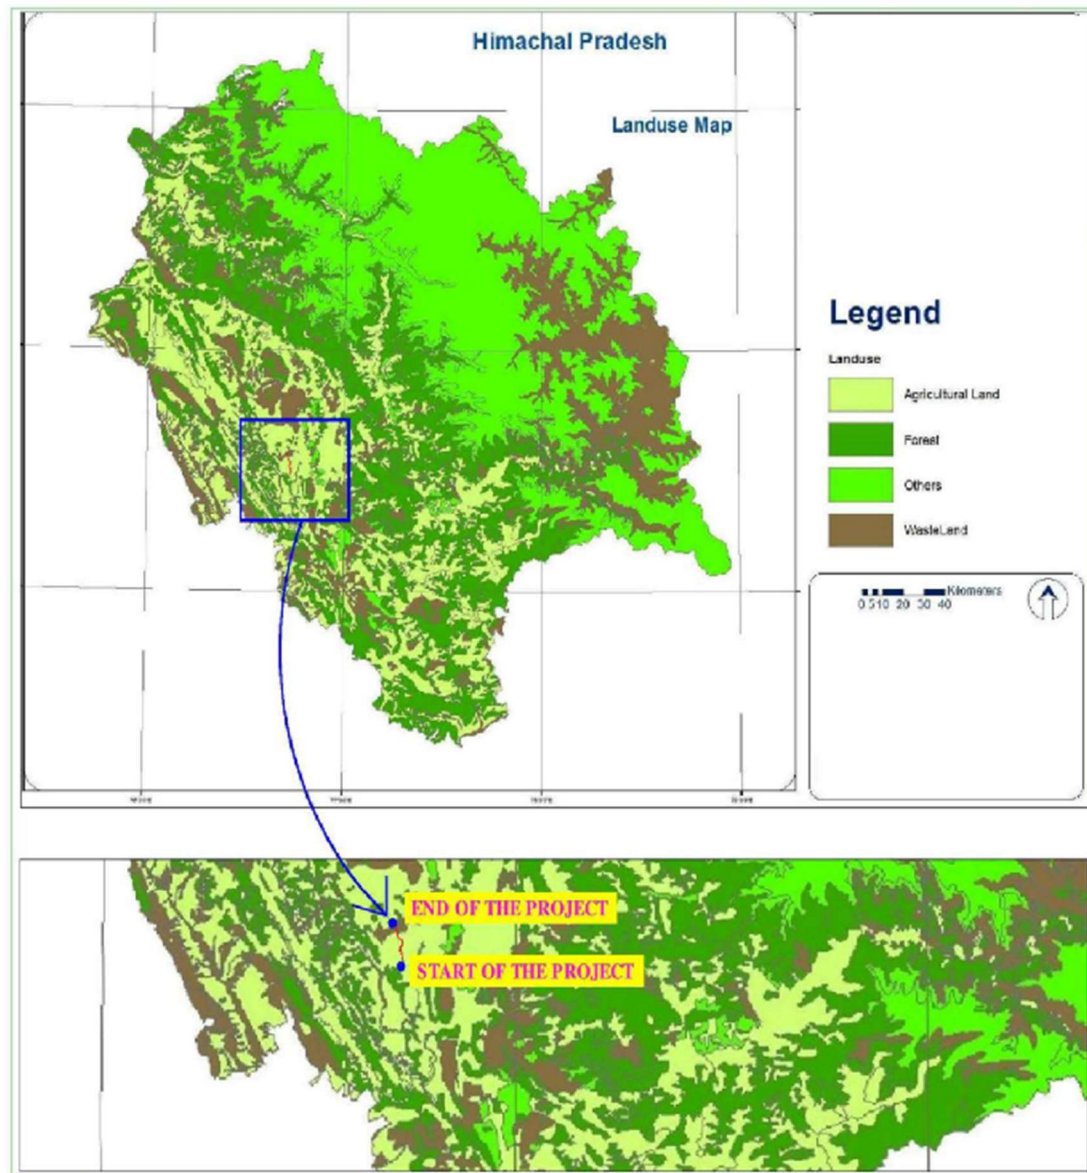 Himachal Pradesh
Landuse Map
Legend
Landuse
Agricultural Land
Forest
Others
WasteLand
Kilometers
0 5 10 20 30 40
END OF THE PROJECT
START OF THE PROJECT